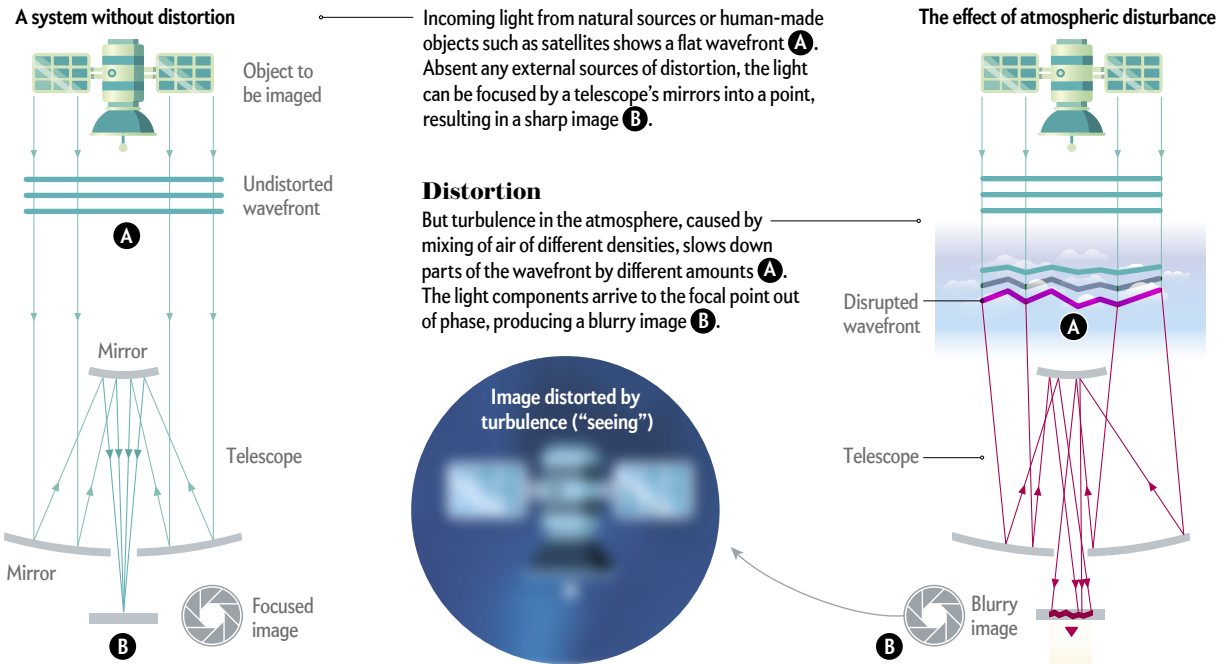 A system without distortion
Object to
be imaged
Undistorted
wavefront
A
Mirror
Telescope
Mirror
Focused
image
B
Incoming light from natural sources or human-made
objects such as satellites shows a flat wavefront A.
Absent any external sources of distortion, the light
can be focused by a telescope’s mirrors into a point,
resulting in a sharp image B.
Distortion
But turbulence in the atmosphere, caused by
mixing of air of different densities, slows down
parts of the wavefront by different amounts A.
The light components arrive to the focal point out
of phase, producing a blurry image B.
Image distorted by
turbulence (“seeing”)
The effect of atmospheric disturbance
Disrupted
wavefront
A
Telescope
Blurry
image
B